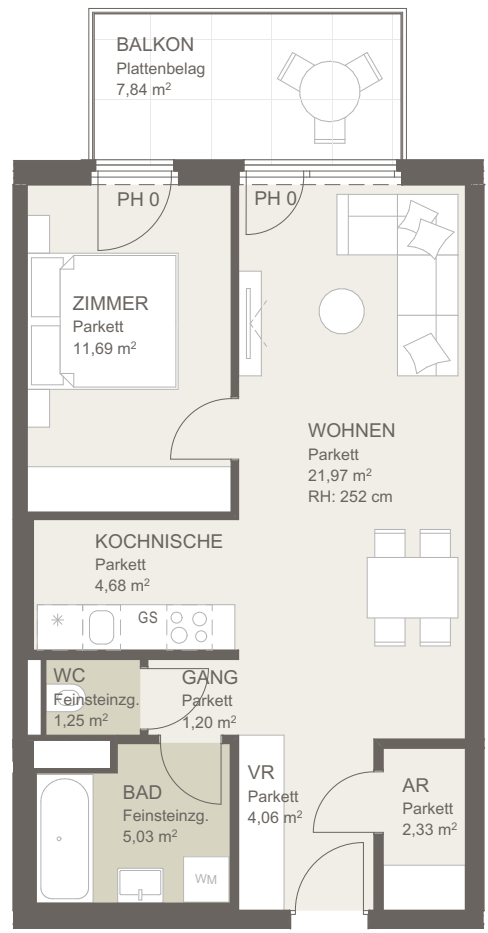 BALKON
Plattenbelag
7,84 m²
PH 0
PH 0
ZIMMER
Parkett
11,69 m²
WOHNEN
Parkett
21,97 m²
RH: 252 cm
KOCHNISCHE
Parkett
4,68 m²
GS
WC
Feinsteinzg.
1,25 m²
GANG
Parkett
1,20 m²
BAD
Feinsteinzg.
5,03 m²
WM
VR
Parkett
4,06 m²
AR
Parkett
2,33 m²